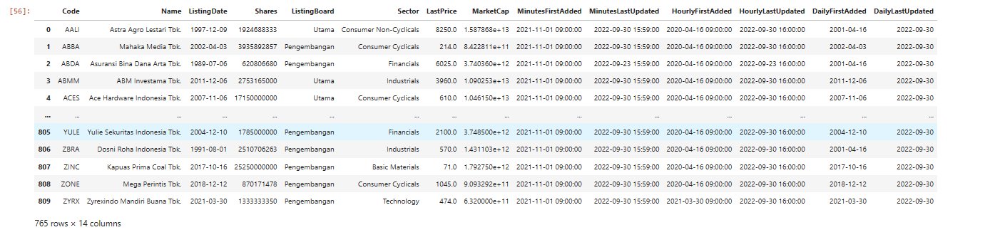 [56]:
Code Name ListingDate Shares ListingBoard Sector LastPrice MarketCap MinutesFirstAdded MinutesLastUpdated HourlyFirstAdded HourlyLastUpdated DailyFirstAdded DailyLastUpdated
0 AALI Astra Agro Lestari Tbk. 1997-12-09 1924688333 Utama Consumer Non-Cyclicals 8250.0 1.587868e+13 2021-11-01 09:00:00 2022-09-30 15:59:00 2020-04-16 09:00:00 2022-09-30 16:00:00 2001-04-16 2022-09-30
1 ABBA Mahaka Media Tbk. 2002-04-03 3935892857 Pengembangan Consumer Cyclicals 214.0 8.422811e+11 2021-11-01 09:00:00 2022-09-30 15:59:00 2020-04-16 09:00:00 2022-09-30 16:00:00 2002-04-03 2022-09-30
2 ABDA Asuransi Bina Dana Arta Tbk. 1989-07-06 620806680 Pengembangan Financials 6025.0 3.740360e+12 2021-11-01 09:00:00 2022-09-23 15:59:00 2020-04-16 09:00:00 2022-09-23 16:00:00 2001-04-16 2022-09-30
3 ABMM ABM Investama Tbk. 2011-12-06 2753165000 Utama Industrials 3960.0 1.090253e+13 2021-11-01 09:00:00 2022-09-30 15:59:00 2020-04-16 09:00:00 2022-09-30 16:00:00 2011-12-06 2022-09-30
4 ACES Ace Hardware Indonesia Tbk. 2007-11-06 17150000000 Utama Consumer Cyclicals 610.0 1.046150e+13 2021-11-01 09:00:00 2022-09-30 15:59:00 2020-04-16 09:00:00 2022-09-30 16:00:00 2007-11-06 2022-09-30
... ... ... ... ... ... ... ... ... ... ... ... ... ... ...
805 YULE Yulie Sekuritas Indonesia Tbk. 2004-12-10 1785000000 Pengembangan Financials 2100.0 3.748500e+12 2021-11-01 09:00:00 2022-09-30 15:59:00 2020-04-16 09:00:00 2022-09-30 16:00:00 2004-12-10 2022-09-30
806 ZBRA Dosni Roha Indonesia Tbk. 1991-08-01 2510706263 Pengembangan Industrials 570.0 1.431103e+12 2021-11-01 09:00:00 2022-09-30 15:59:00 2020-04-16 09:00:00 2022-09-30 16:00:00 2001-04-16 2022-09-30
807 ZINC Kapuas Prima Coal Tbk. 2017-10-16 25250000000 Pengembangan Basic Materials 71.0 1.792750e+12 2021-11-01 09:00:00 2022-09-30 15:59:00 2020-04-16 09:00:00 2022-09-30 16:00:00 2017-10-16 2022-09-30
808 ZONE Mega Perintis Tbk. 2018-12-12 870171478 Pengembangan Consumer Cyclicals 1045.0 9.093292e+11 2021-11-01 09:00:00 2022-09-30 15:59:00 2020-04-16 09:00:00 2022-09-30 16:00:00 2018-12-12 2022-09-30
809 ZYRX Zyrexindo Mandiri Buana Tbk. 2021-03-30 1333333350 Pengembangan Technology 474.0 6.320000e+11 2021-11-01 09:00:00 2022-09-30 15:59:00 2021-03-30 09:00:00 2022-09-30 16:00:00 2021-03-30 2022-09-30
765 rows × 14 columns